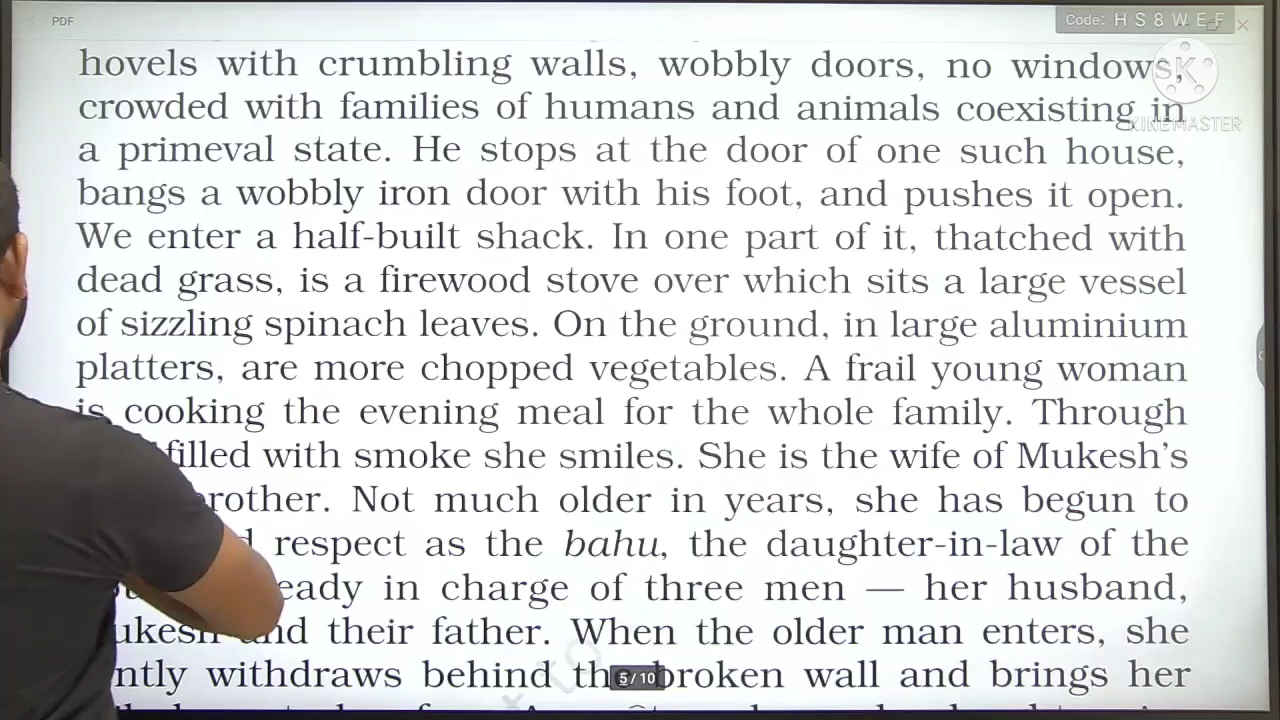 PDF
Code: H S 8 W E F
KINEMASTER
hovels with crumbling walls, wobbly doors, no windows,
crowded with families of humans and animals coexisting in
a primeval state. He stops at the door of one such house,
bangs a wobbly iron door with his foot, and pushes it open.
We enter a half-built shack. In one part of it, thatched with
dead grass, is a firewood stove over which sits a large vessel
of sizzling spinach leaves. On the ground, in large aluminium
platters, are more chopped vegetables. A frail young woman
is cooking the evening meal for the whole family. Through
filled with smoke she smiles. She is the wife of Mukesh's
rother. Not much older in years, she has begun to
respect as the bahu, the daughter-in-law of the
eady in charge of three men — her husband,
ukesh and their father. When the older man enters, she
ntly withdraws behind the broken wall and brings her
5/10